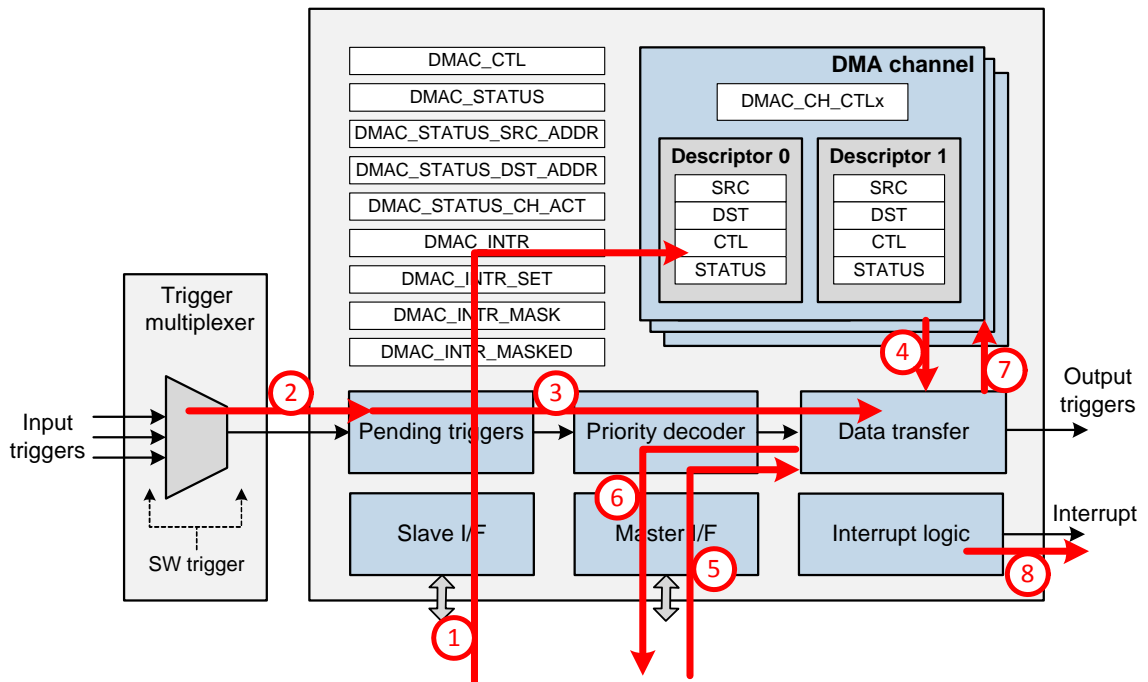 DMAC_CTL
DMAC_STATUS
DMAC_STATUS_SRC_ADDR
DMAC_STATUS_DST_ADDR
DMAC_STATUS_CH_ACT
DMAC_INTR
DMAC_INTR_SET
DMAC_INTR_MASK
DMAC_INTR_MASKED
DMA channel
DMAC_CH_CTLx
Descriptor 0
SRC
DST
CTL
STATUS
Descriptor 1
SRC
DST
CTL
STATUS
Trigger
multiplexer
Input
triggers
SW trigger
2
3
4
7
Pending triggers
Priority decoder
Data transfer
Output
triggers
6
Slave I/F
Master I/F
Interrupt logic
Interrupt
5
8
1